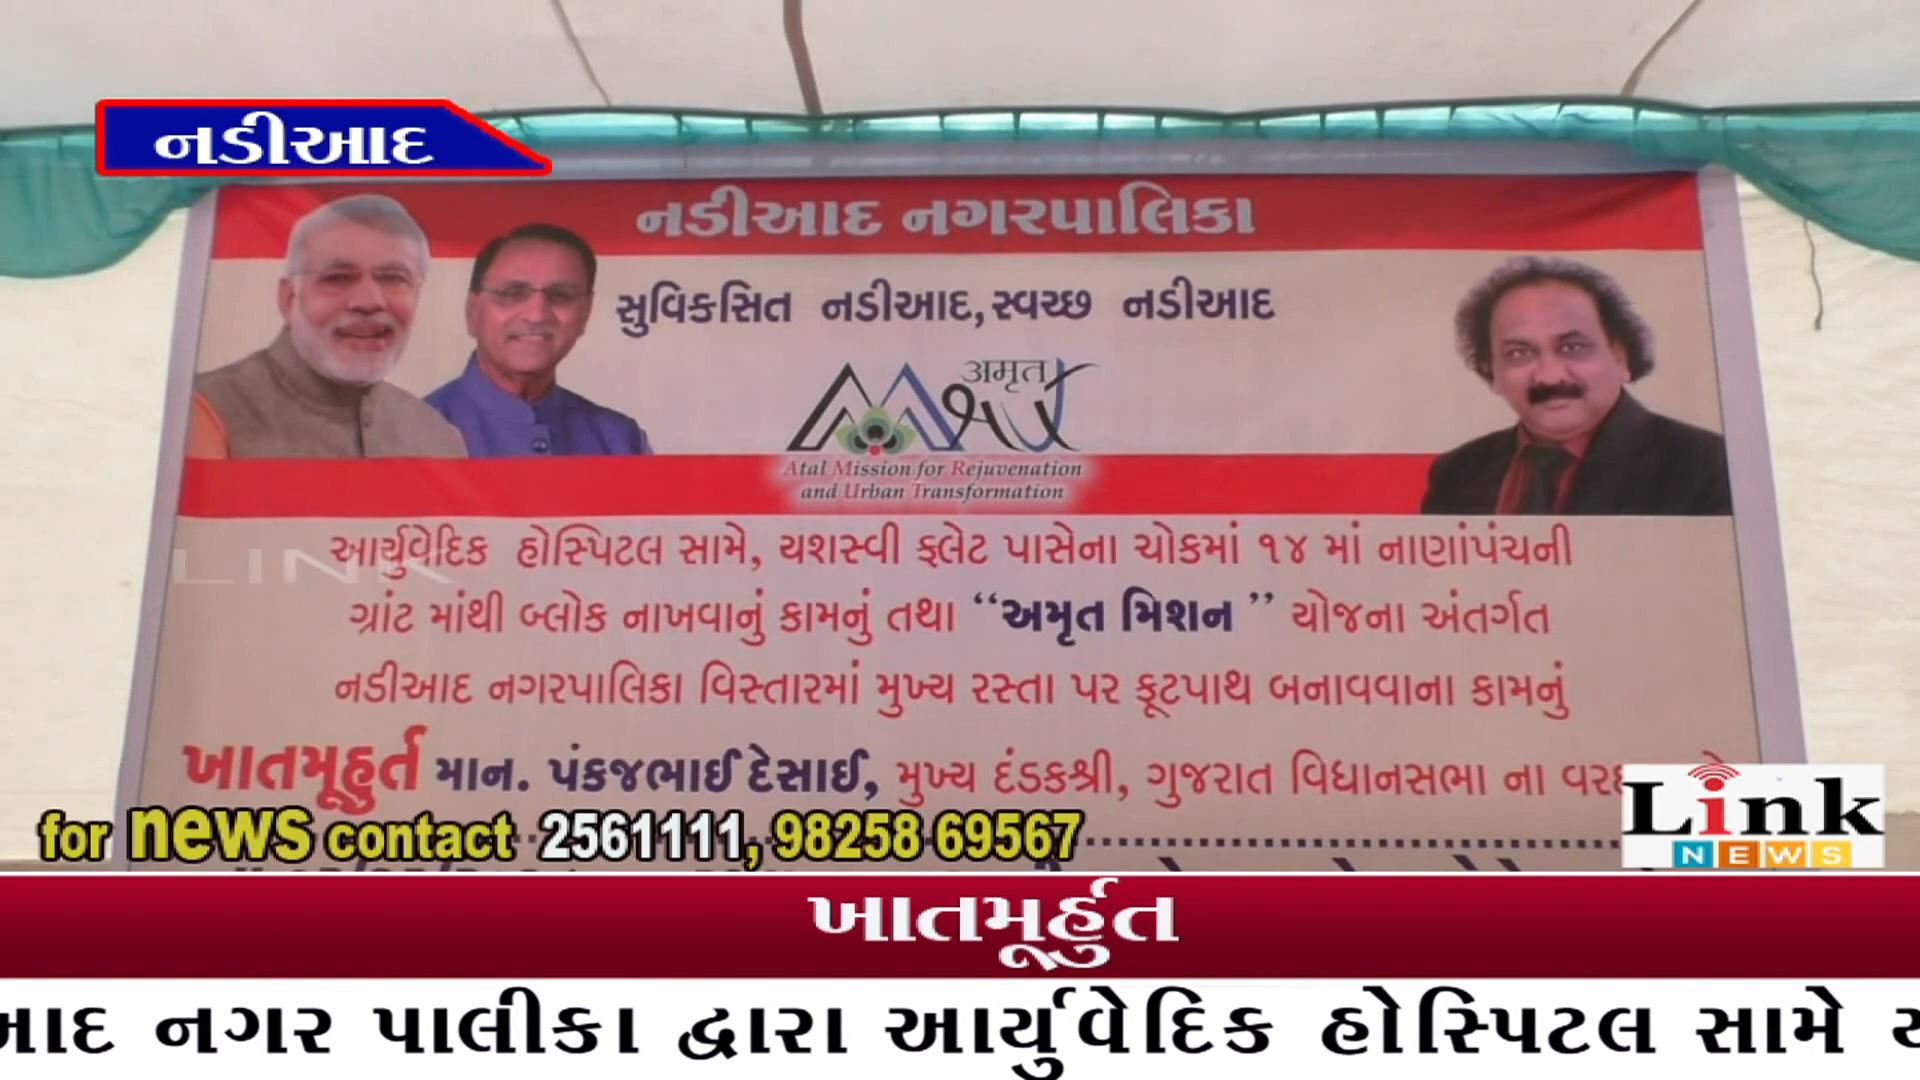 નડીઆદ
નડીઆદ નગરપાલિકા
સુવિકસિત નડીઆદ, સ્વચ્છ નડીઆદ
अमृत
Atal Mission for Rejuvenation
and Urban Transformation
આર્યુવેદિક હોસ્પિટલ સામે, યશસ્વી ફ્લેટ પાસેના ચોકમાં ૧૪ માં નાણાંપંચની
LINK
ગ્રાંટ માંથી બ્લોક નાખવાનું કામનું તથા “અમૃત મિશન” યોજના અંતર્ગત
નડીઆદ નગરપાલિકા વિસ્તારમાં મુખ્ય રસ્તા પર ફૂટપાથ બનાવવાના કામનું
ખાતમૂહુર્ત માન. પંકજભાઈ દેસાઈ, મુખ્ય દંડકશ્રી, ગુજરાત વિધાનસભા ના
for news contact 2561111, 98258 69567
Link
NEWS
ખાતમૂર્હુત
નગર પાલીકા દ્વારા આર્યુવેદિક હોસ્પિટલ સામે